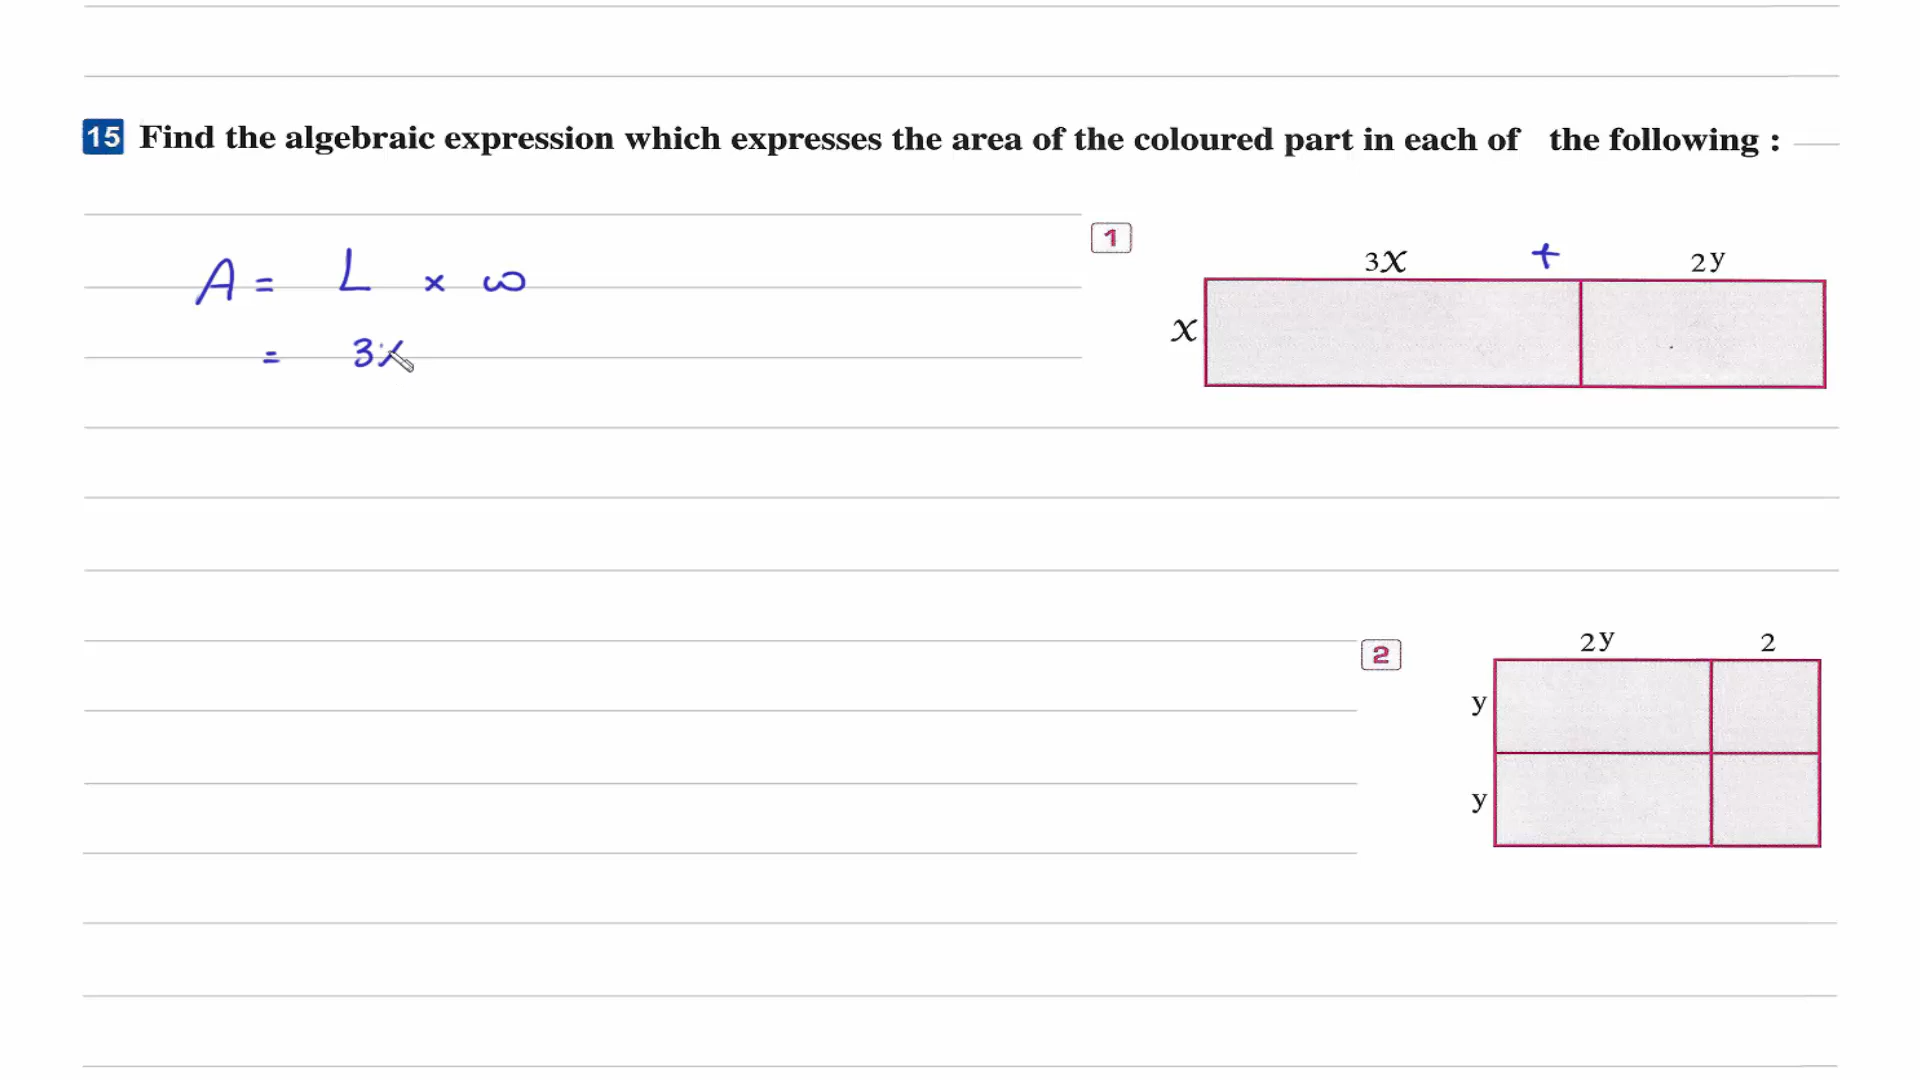 15 Find the algebraic expression which expresses the area of the coloured part in each of the following :
A = L × ω
= 3x
1
3x + 2y
x
2
2y 2
y
y